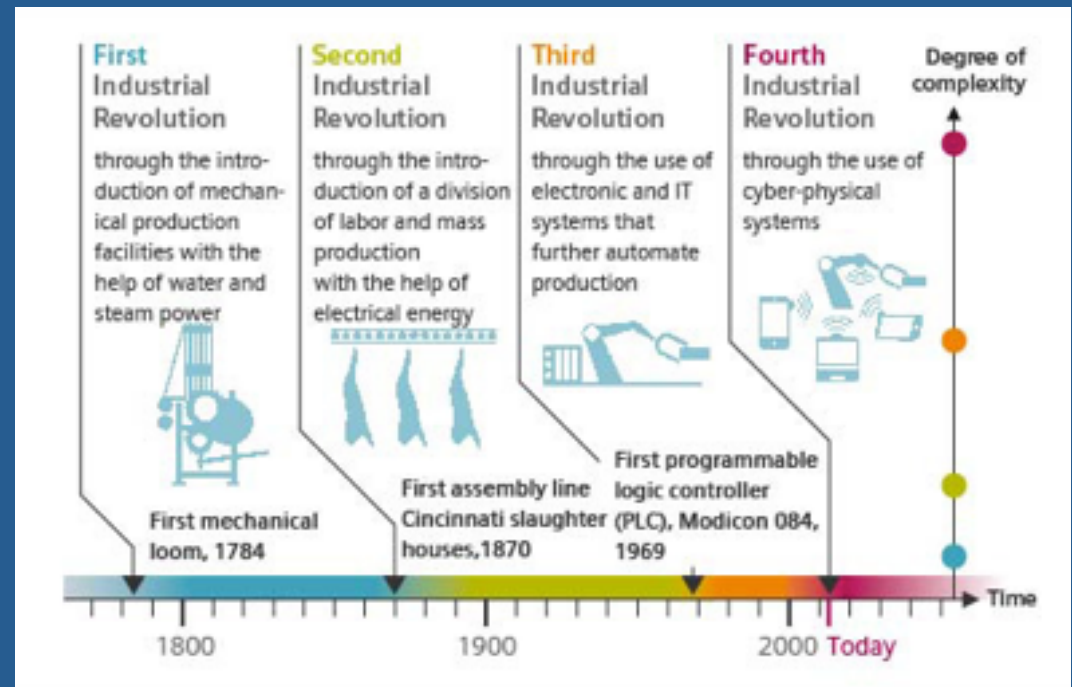 First
Industrial
Revolution
through the intro-
duction of mechan-
ical production
facilities with the
help of water and
steam power
Second
Industrial
Revolution
through the intro-
duction of a division
of labor and mass
production
with the help of
electrical energy
Third
Industrial
Revolution
through the use of
electronic and IT
systems that
further automate
production
Fourth
Industrial
Revolution
through the use of
cyber-physical
systems
Degree of
complexity
First mechanical
loom, 1784
First assembly line
Cincinnati slaughter
houses,1870
First programmable
logic controller
(PLC), Modicon 084,
1969
Time
1800
1900
2000 Today